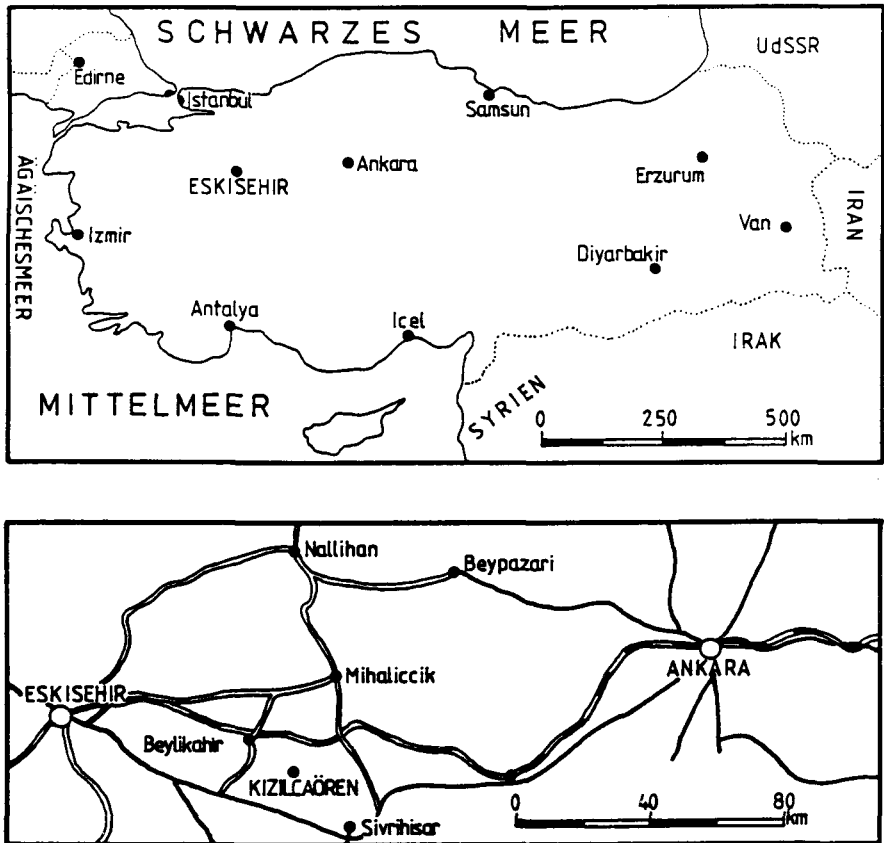 SCHWARZES MEER
UdSSR
Edirne
Istanbul
Samsun
ESKISEHIR
Ankara
Erzurum
ÄGÄISCHESMEER
IRAN
Izmir
Van
Diyarbakir
Antalya
Icel
IRAK
MITTELMEER
SYRIEN
0 250 500
km
Nallihan
Beypazari
ESKISEHIR
Mihaliccik
ANKARA
Beylikahir
KIZILCAÖREN
Sivrihisar
0 40 80
km